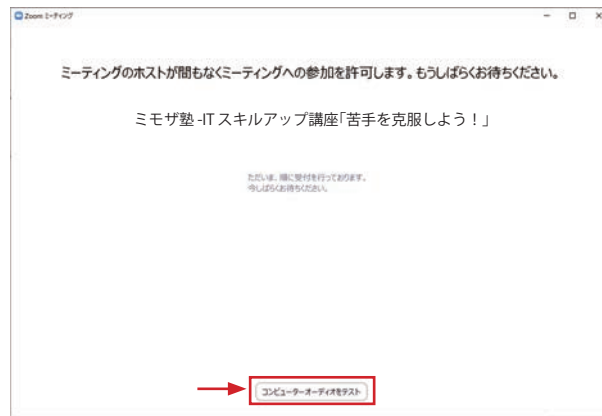 Zoom ミーティング
ミーティングのホストが間もなくミーティングへの参加を許可します。もうしばらくお待ちください。
ミモザ塾 -IT スキルアップ講座「苦手を克服しよう！」
ただいま、順に受付を行っております。
今しばらくお待ちください。
コンピューターオーディオをテスト